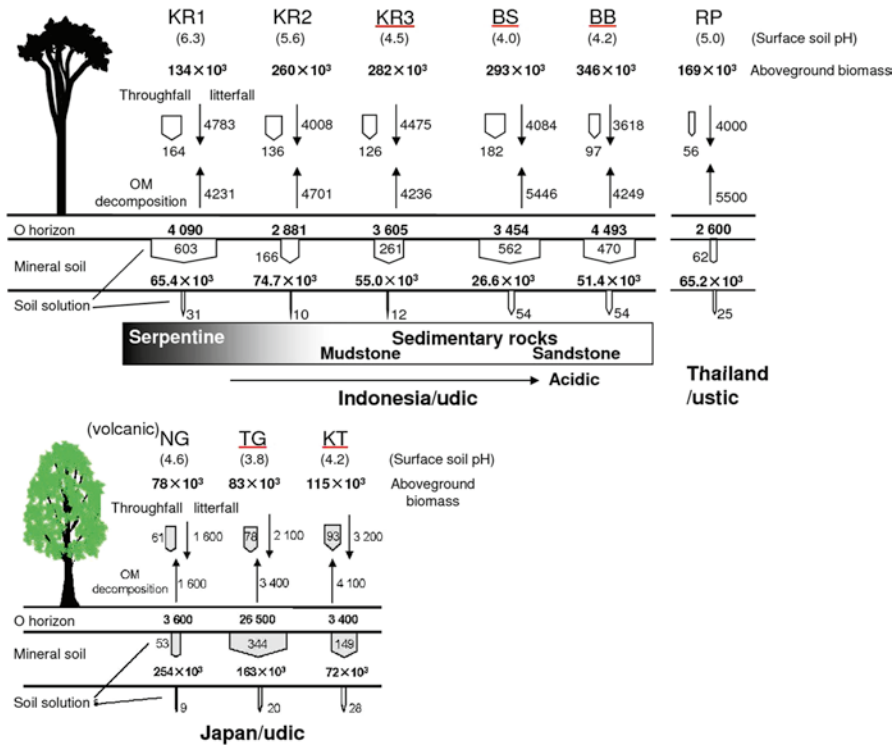 KR1 KR2 KR3 BS BB RP
(6.3) (5.6) (4.5) (4.0) (4.2) (5.0) (Surface soil pH)
134×10³ 260×10³ 282×10³ 293×10³ 346×10³ 169×10³ Aboveground biomass
Throughfall litterfall
4783 4008 4475 4084 3618 4000
164 136 126 182 97 56
OM
decomposition 4231 4701 4236 5446 4249 5500
O horizon 4 090 2 881 3 605 3 454 4 493 2 600
603 166 261 562 470 62
Mineral soil
65.4×10³ 74.7×10³ 55.0×10³ 26.6×10³ 51.4×10³ 65.2×10³
Soil solution 31 10 12 54 54 25
Serpentine Sedimentary rocks
Mudstone Sandstone
Acidic
Indonesia/udic
Thailand
/ustic
(volcanic) NG TG KT
(4.6) (3.8) (4.2) (Surface soil pH)
78×10³ 83×10³ 115×10³ Aboveground
biomass
Throughfall litterfall
61 1 600 78 2 100 93 3 200
OM
decomposition 1 600 3 400 4 100
O horizon 3 600 26 500 3 400
53 344 149
Mineral soil
254×10³ 163×10³ 72×10³
Soil solution 9 20 28
Japan/udic